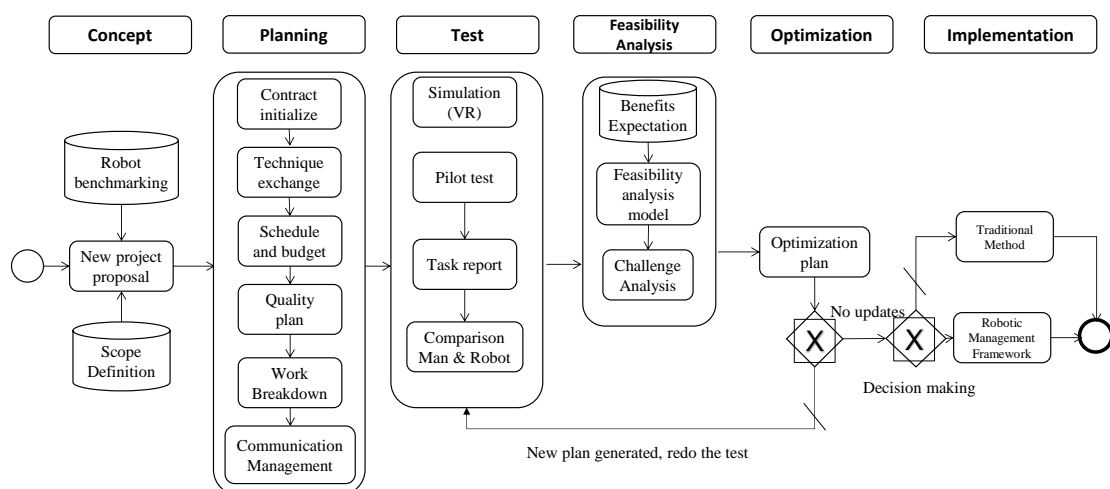 Concept
Planning
Test
Feasibility
Analysis
Optimization
Implementation
Robot
benchmarking
New project
proposal
Scope
Definition
Contract
initialize
Technique
exchange
Schedule
and budget
Quality
plan
Work
Breakdown
Communication
Management
Simulation
(VR)
Pilot test
Task report
Comparison
Man & Robot
Benefits
Expectation
Feasibility
analysis
model
Challenge
Analysis
Optimization
plan
X
No updates
X
Decision making
Traditional
Method
Robotic
Management
Framework
New plan generated, redo the test